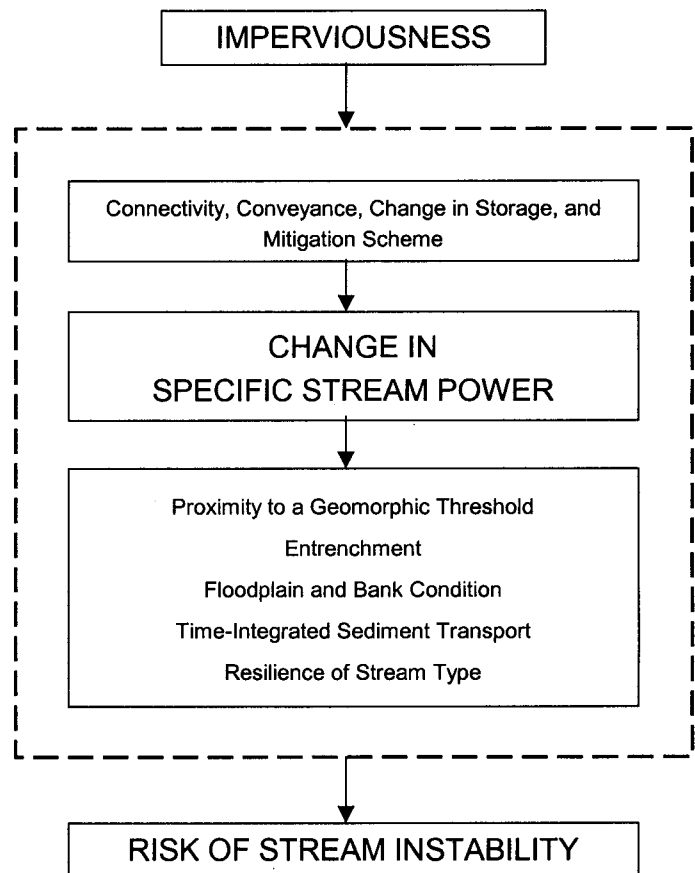 IMPERVIOUSNESS
Connectivity, Conveyance, Change in Storage, and
Mitigation Scheme
CHANGE IN
SPECIFIC STREAM POWER
Proximity to a Geomorphic Threshold
Entrenchment
Floodplain and Bank Condition
Time-Integrated Sediment Transport
Resilience of Stream Type
RISK OF STREAM INSTABILITY